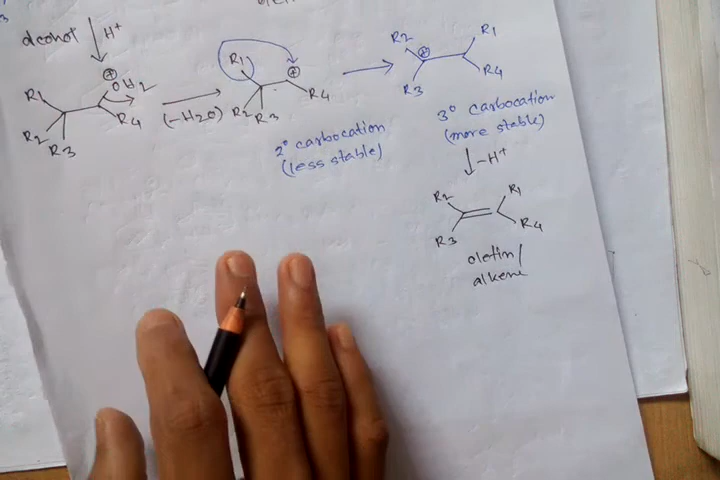 alcohol H+
R1 ⊕ OH2
R2 R3 R4
(-H2O)
R1 ⊕
R2 R3 R4
2° carbocation
(less stable)
R2 ⊕ R1
R3 R4
3° carbocation
(more stable)
-H+
R2 R1
R3 R4
olefin/
alkene